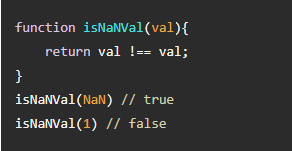 function isNaNVal(val){
    return val !== val;
}
isNaNVal(NaN) // true
isNaNVal(1) // false